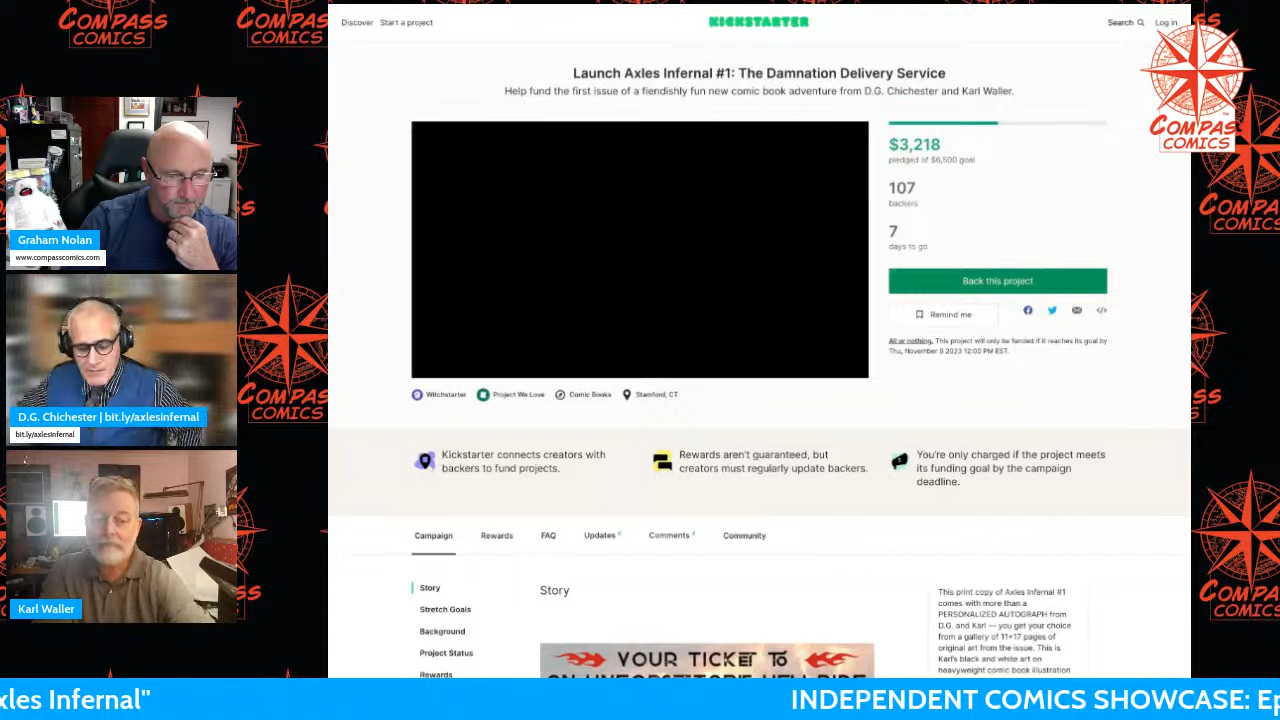 COMPASS
COMICS
Discover Start a project
KICKSTARTER
Search Log in
Launch Axles Infernal #1: The Damnation Delivery Service
Help fund the first issue of a fiendishly fun new comic book adventure from D.G. Chichester and Karl Waller.
COMPASS
COMICS
$3,218
pledged of $6,500 goal
107
backers
7
days to go
Back this project
Remind me
All or nothing. This project will only be funded if it reaches its goal by
Thu, November 9 2023 12:00 PM EST.
Witchstarter Project We Love Comic Books Stamford, CT
Graham Nolan
www.compasscomics.com
D.G. Chichester | bit.ly/axlesinfernal
bit.ly/axlesinfernal
Karl Waller
Kickstarter connects creators with
backers to fund projects.
Rewards aren't guaranteed, but
creators must regularly update backers.
You're only charged if the project meets
its funding goal by the campaign
deadline.
Campaign Rewards FAQ Updates Comments Community
Story
Stretch Goals
Background
Project Status
Rewards
Story
YOUR TICKET TO
This print copy of Axles Infernal #1
comes with more than a
PERSONALIZED AUTOGRAPH from
D.G. and Karl — you get your choice
from a gallery of 11x17 pages of
original art from the issue. This is
Karl's black and white art on
heavyweight comic book illustration
xles Infernal" INDEPENDENT COMICS SHOWCASE: Ep